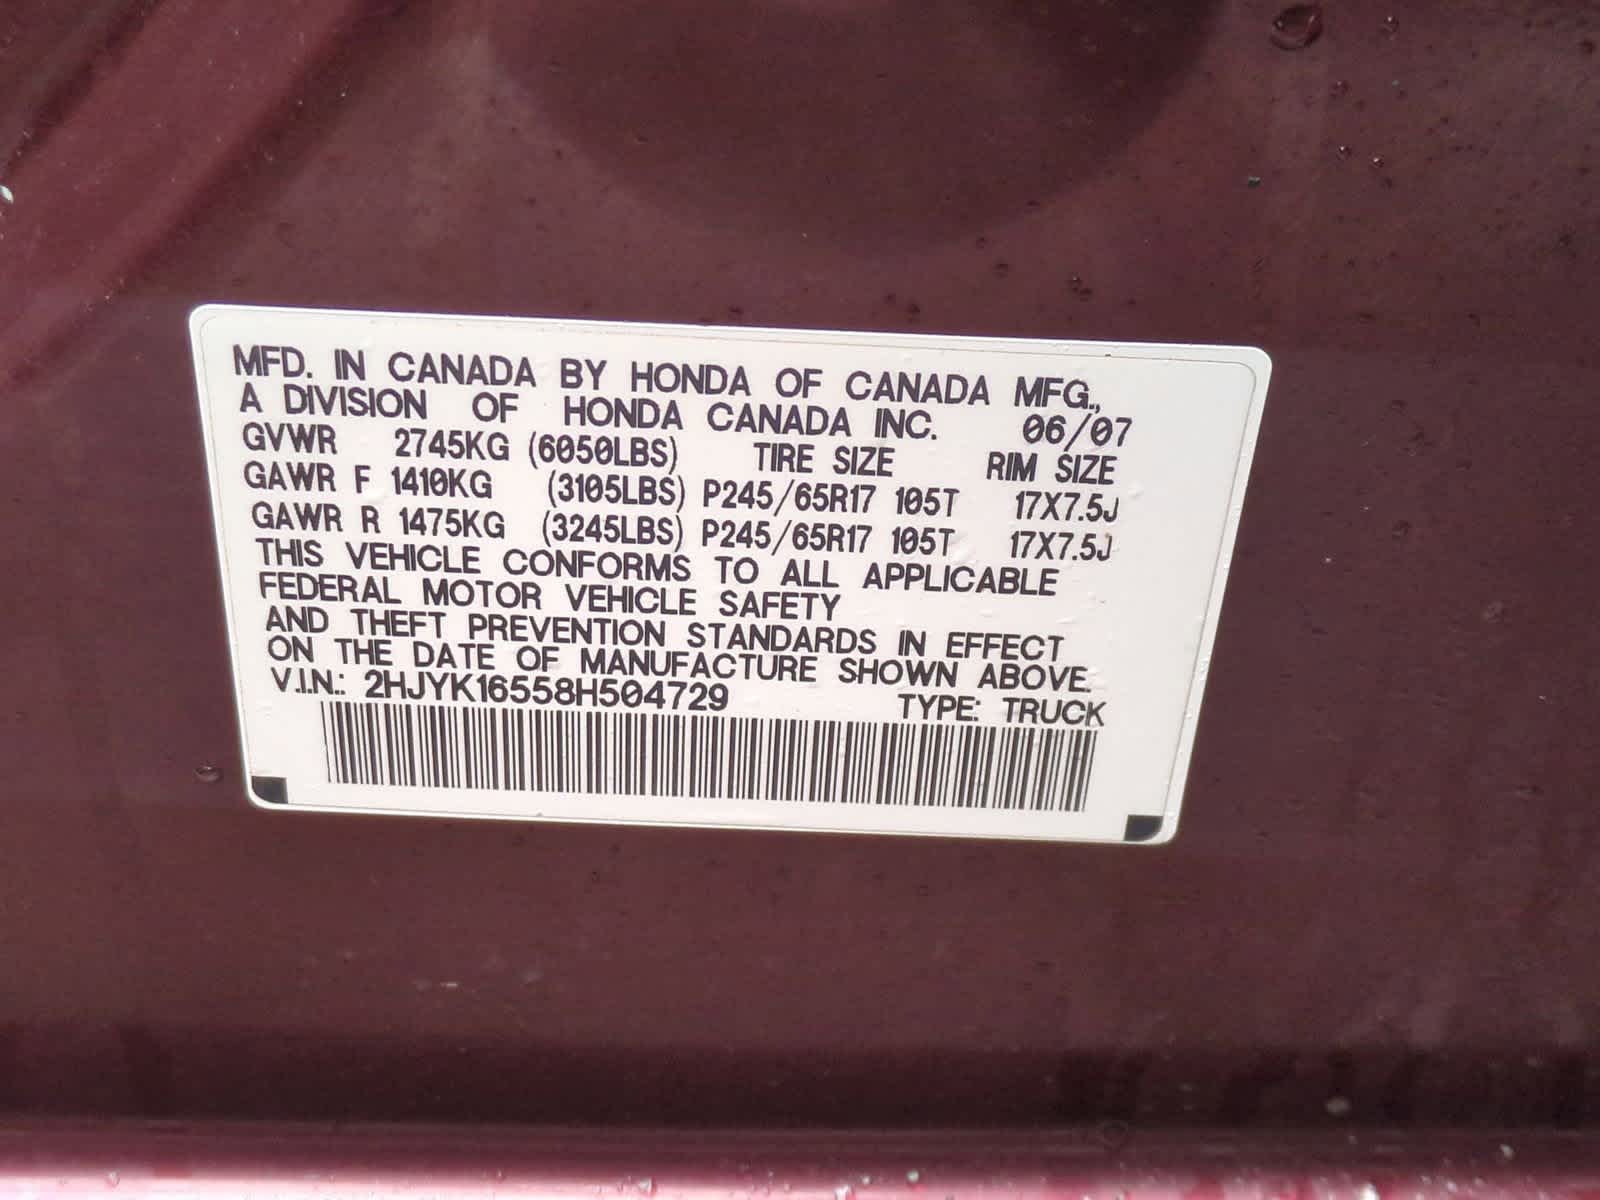 MFD. IN CANADA BY HONDA OF CANADA MFG.,
A DIVISION OF HONDA CANADA INC. 06/07
GVWR 2745KG (6050LBS) TIRE SIZE RIM SIZE
GAWR F 1410KG (3105LBS) P245/65R17 105T 17X7.5J
GAWR R 1475KG (3245LBS) P245/65R17 105T 17X7.5J
THIS VEHICLE CONFORMS TO ALL APPLICABLE
FEDERAL MOTOR VEHICLE SAFETY
AND THEFT PREVENTION STANDARDS IN EFFECT
ON THE DATE OF MANUFACTURE SHOWN ABOVE.
V.I.N.: 2HJYK16558H504729 TYPE: TRUCK